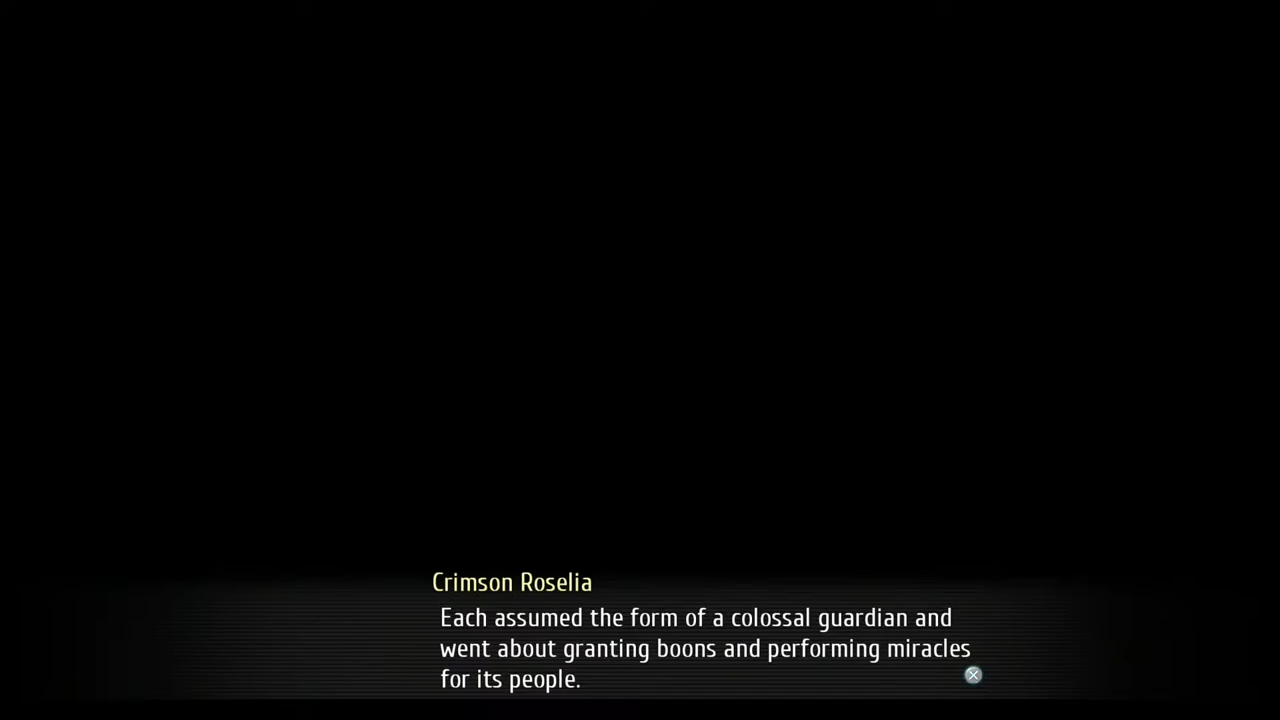 Crimson Roselia
Each assumed the form of a colossal guardian and
went about granting boons and performing miracles
for its people.